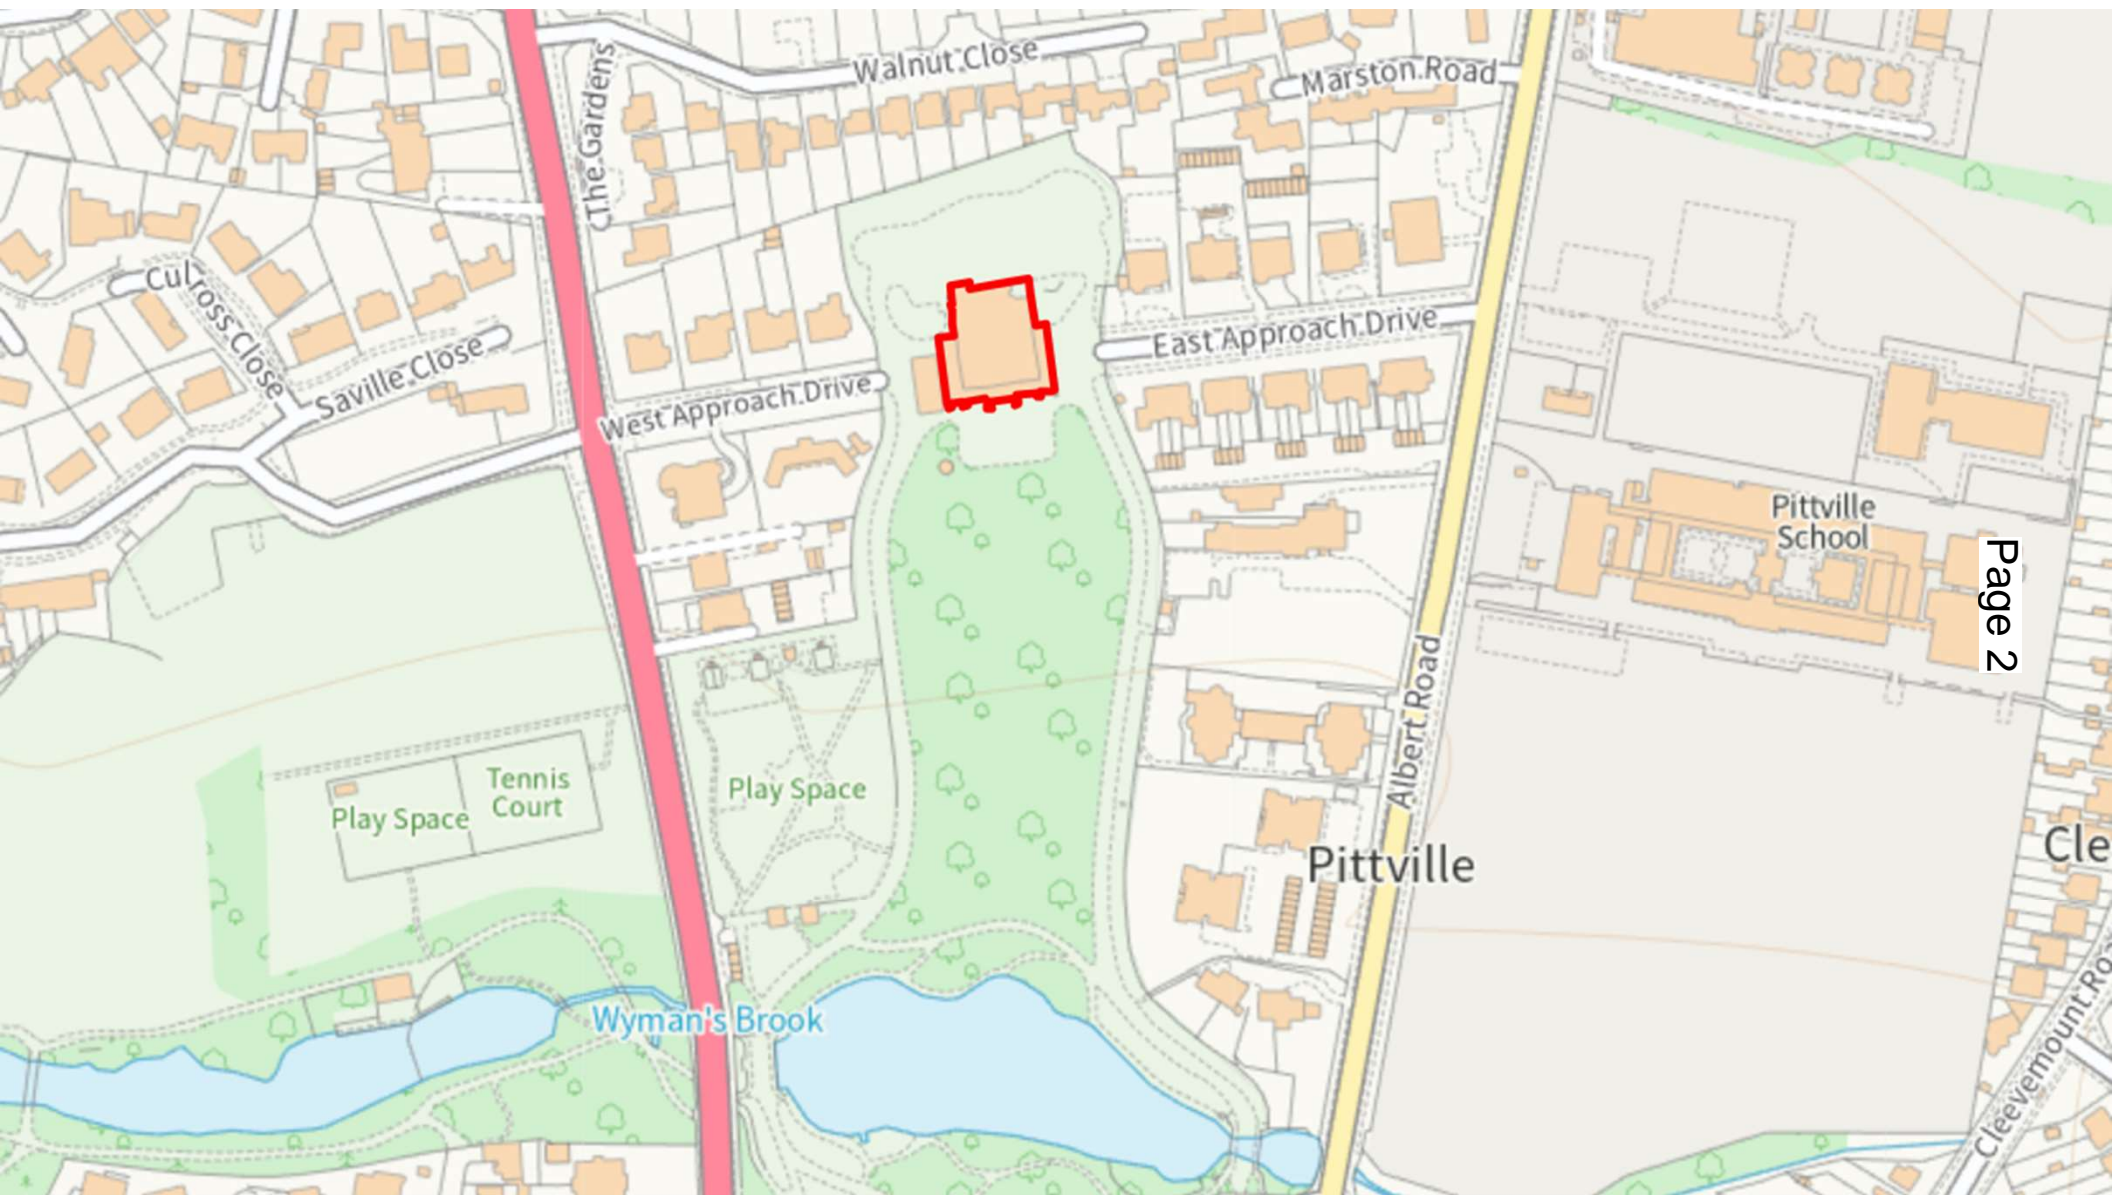 Walnut Close
Marston Road
The Gardens
Culross Close
Saville Close
East Approach Drive
West Approach Drive
Pittville
School
Page 2
Albert Road
Tennis
Court
Play Space
Play Space
Pittville
Cle
Wyman's Brook
Cleevemount Roa